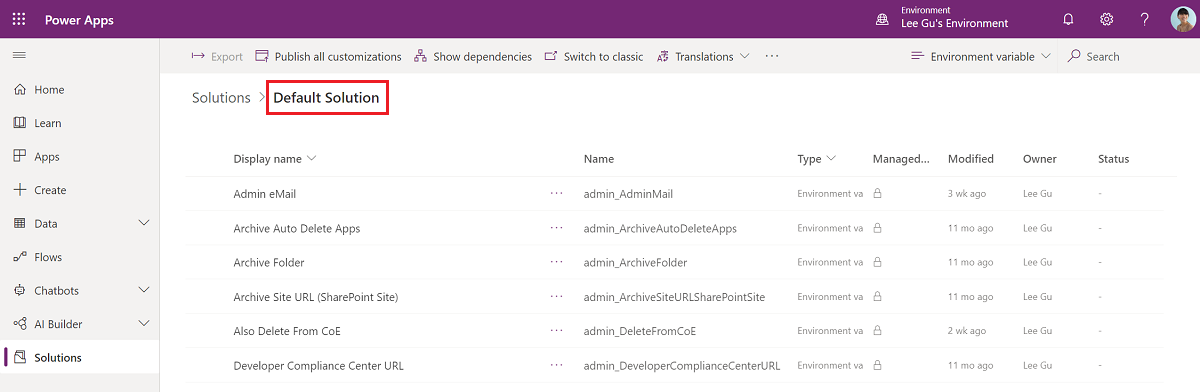 Power Apps
Environment
Lee Gu's Environment
?
Home
Learn
Apps
Create
Data
Flows
Chatbots
AI Builder
Solutions
Export Publish all customizations Show dependencies Switch to classic Translations ··· Environment variable Search
Solutions > Default Solution
Display name Name Type Managed... Modified Owner Status
Admin eMail ··· admin_AdminMail Environment va 3 wk ago Lee Gu -
Archive Auto Delete Apps ··· admin_ArchiveAutoDeleteApps Environment va 11 mo ago Lee Gu -
Archive Folder ··· admin_ArchiveFolder Environment va 11 mo ago Lee Gu -
Archive Site URL (SharePoint Site) ··· admin_ArchiveSiteURLSharePointSite Environment va 11 mo ago Lee Gu -
Also Delete From CoE ··· admin_DeleteFromCoE Environment va 2 wk ago Lee Gu -
Developer Compliance Center URL ··· admin_DeveloperComplianceCenterURL Environment va 11 mo ago Lee Gu -